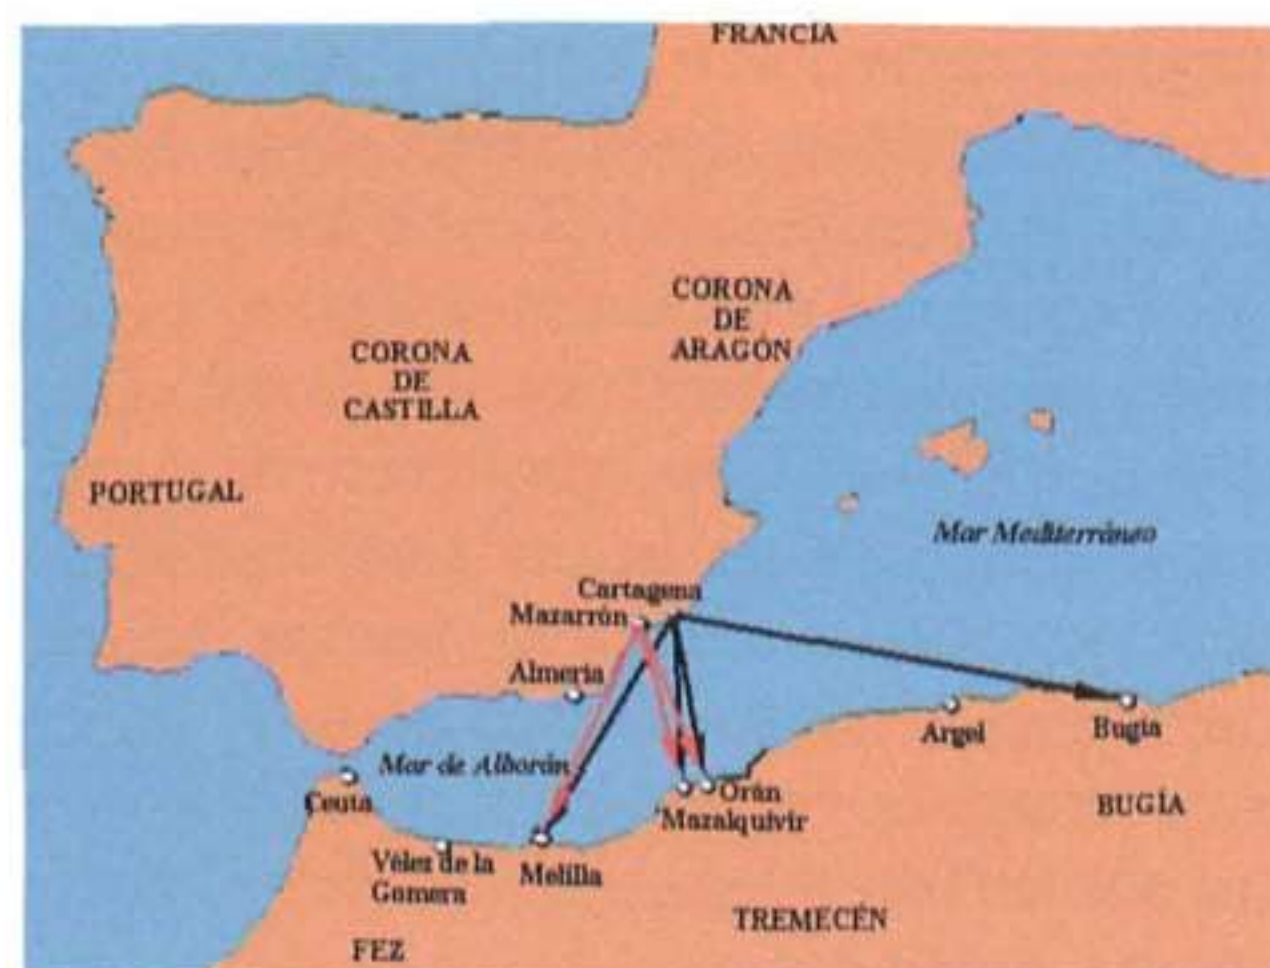 FRANCIA
CORONA
DE
ARAGÓN
CORONA
DE
CASTILLA
PORTUGAL
Mar Mediterráneo
Cartagena
Mazarrón
Almería
Mar de Alborán
Argel
Bugía
Ceuta
Orán
Mazalquivir
BUGÍA
Vélez de la
Gomera
Melilla
TREMECÉN
FEZ